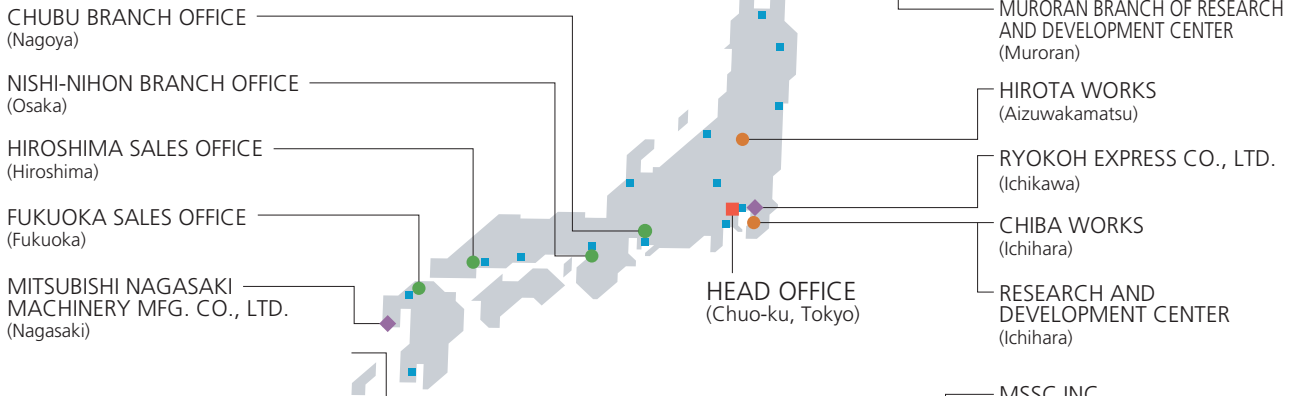 CHUBU BRANCH OFFICE
(Nagoya)
NISHI-NIHON BRANCH OFFICE
(Osaka)
HIROSHIMA SALES OFFICE
(Hiroshima)
FUKUOKA SALES OFFICE
(Fukuoka)
MITSUBISHI NAGASAKI
MACHINERY MFG. CO., LTD.
(Nagasaki)
HEAD OFFICE
(Chuo-ku, Tokyo)
MURORAN BRANCH OF RESEARCH
AND DEVELOPMENT CENTER
(Muroran)
HIROTA WORKS
(Aizuwakamatsu)
RYOKOH EXPRESS CO., LTD.
(Ichikawa)
CHIBA WORKS
(Ichihara)
RESEARCH AND
DEVELOPMENT CENTER
(Ichihara)
MSSC INC